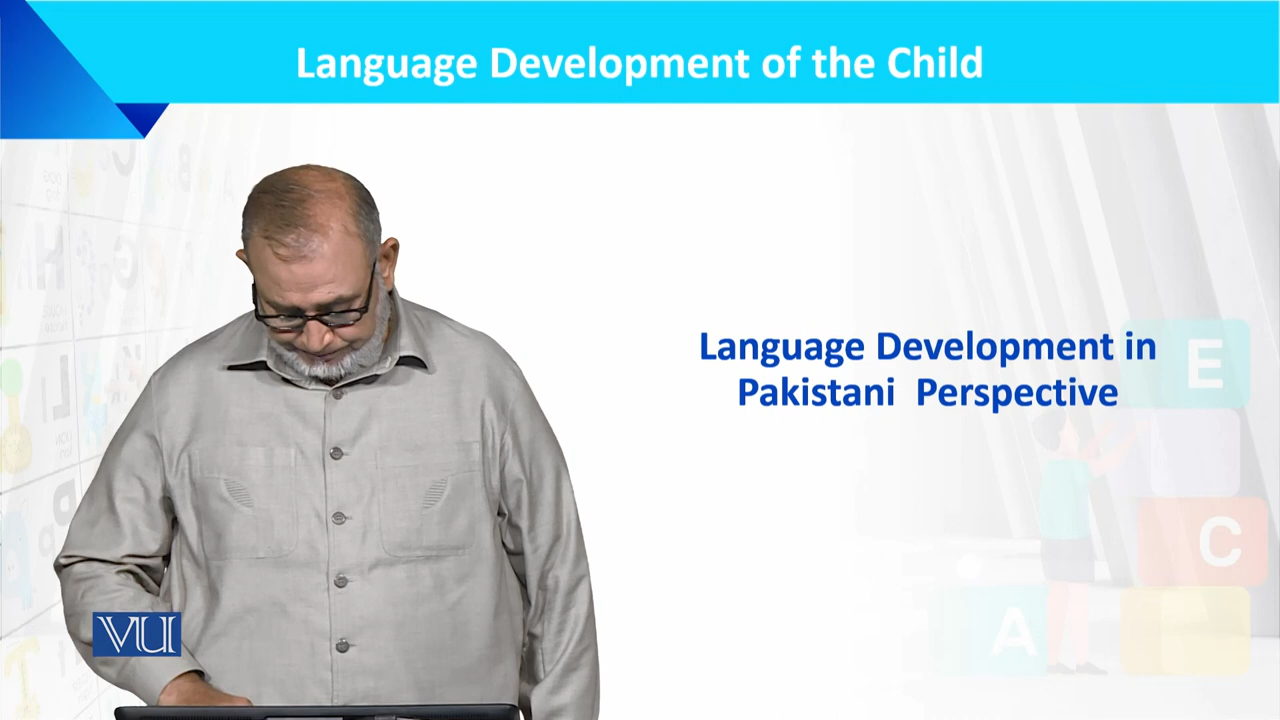 Language Development of the Child
Language Development in
Pakistani  Perspective
E
C
A
VU